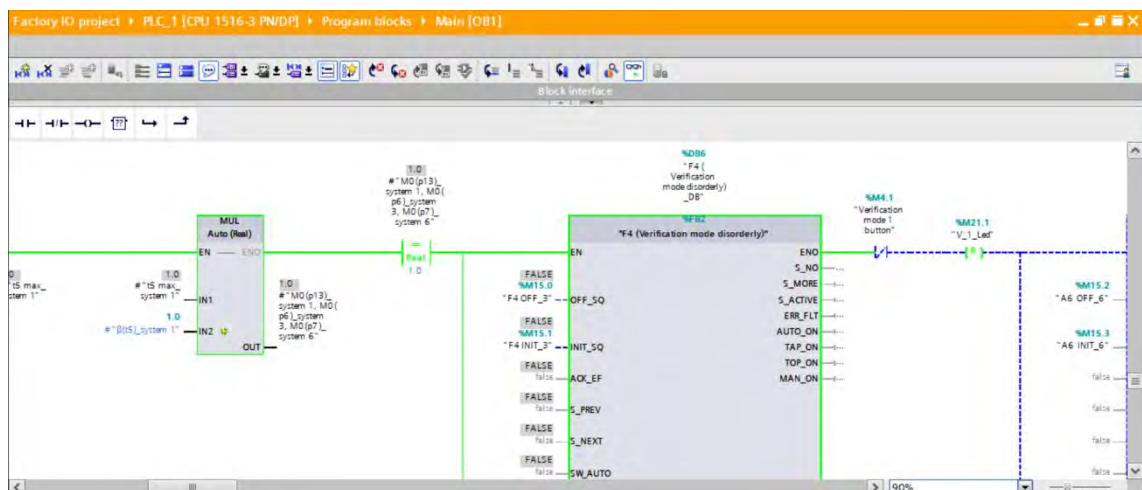 Factory IO project ▸ PLC_1 [CPU 1516-3 PN/DP] ▸ Program blocks ▸ Main [OB1]
Block interface
MUL
Auto (Real)
EN
ENO
1.0
#"t5 max_
system 1"
IN1
1.0
#"β(t5)_system 1"
IN2
OUT
1.0
#"M0(p13)_
system 1, M0(
p6)_system
3, M0(p7)_
system 6"
1.0
#"M0(p13)_
system 1, M0(
p6)_system
3, M0(p7)_
system 6"
==
Real
1.0
%DB6
"F4 (
Verification
mode disorderly)
_DB"
%FB2
"F4 (Verification mode disorderly)"
EN
FALSE
%M15.0
"F4 OFF_3"
OFF_SQ
FALSE
%M15.1
"F4 INIT_3"
INIT_SQ
FALSE
false
ACK_EF
FALSE
false
S_PREV
FALSE
false
S_NEXT
FALSE
false
SW_AUTO
ENO
S_NO
S_MORE
S_ACTIVE
ERR_FLT
AUTO_ON
TAP_ON
TOP_ON
MAN_ON
%M4.1
"Verification
mode 1
button"
%M21.1
"V_1_Led"
R
%M15.2
"A6 OFF_6"
%M15.3
"A6 INIT_6"
false
false
false
false
90%